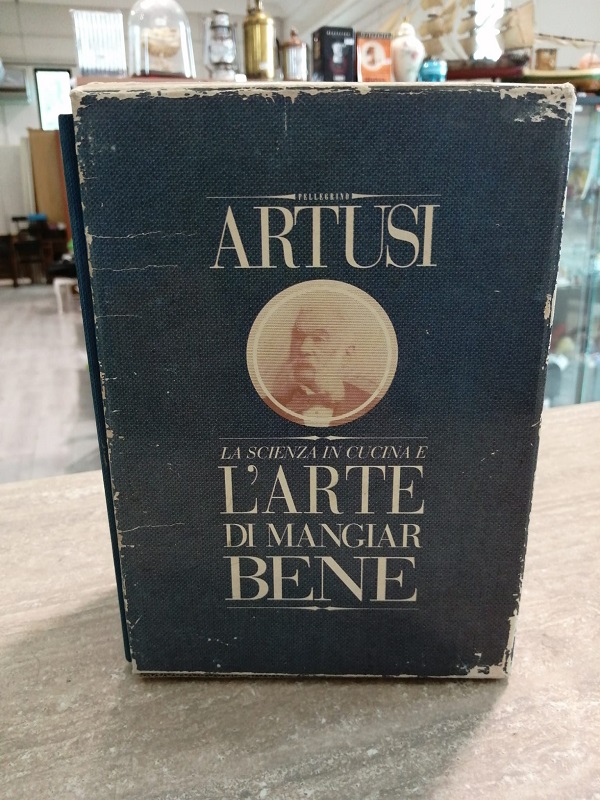 PELLEGRINO
ARTUSI
LA SCIENZA IN CUCINA E
L'ARTE
DI MANGIAR
BENE